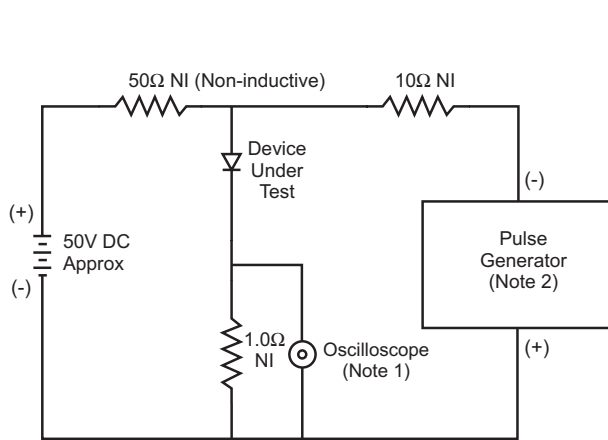 50Ω NI (Non-inductive)
10Ω NI
Device
Under
Test
(+)
50V DC
Approx
(-)
(-)
Pulse
Generator
(Note 2)
(+)
1.0Ω
NI
Oscilloscope
(Note 1)